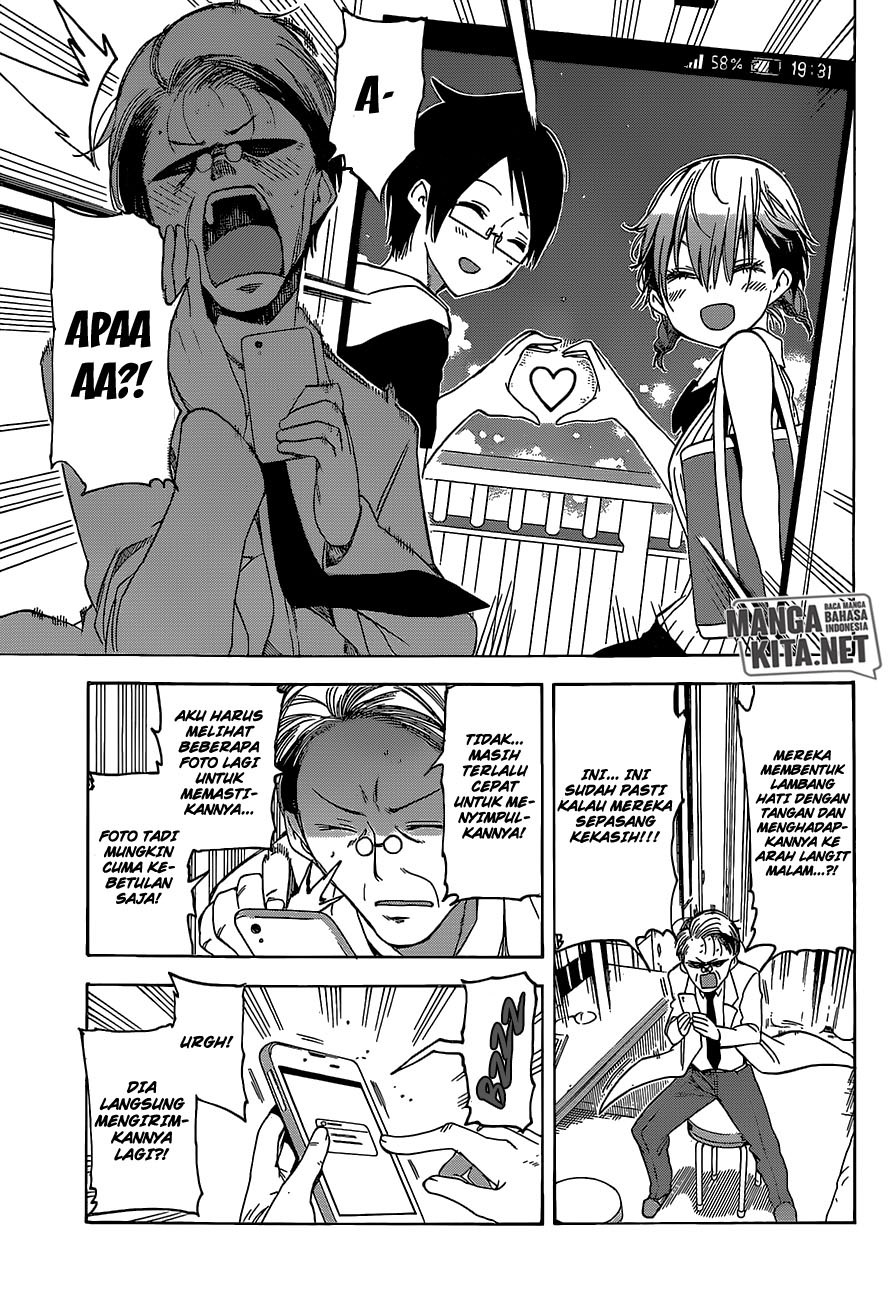 58% 19:31
A-
APAA
AA?!
MANGA
KITA.NET
BACA MANGA
BAHASA
INDONESIA
MEREKA
MEMBENTUK
LAMBANG
HATI DENGAN
TANGAN DAN
MENGHADAP-
KANNYA KE
ARAH LANGIT
MALAM...?!
INI... INI
SUDAH PASTI
KALAU MEREKA
SEPASANG
KEKASIH!!!
TIDAK...
MASIH
TERLALU
CEPAT
UNTUK ME-
NYIMPUL-
KANNYA!
AKU HARUS
MELIHAT
BEBERAPA
FOTO LAGI
UNTUK
MEMASTI-
KANNYA...
FOTO TADI
MUNGKIN
CUMA KE-
BETULAN
SAJA!
BZZZ
URGH!
DIA
LANGSUNG
MENGIRIM-
KANNYA
LAGI?!